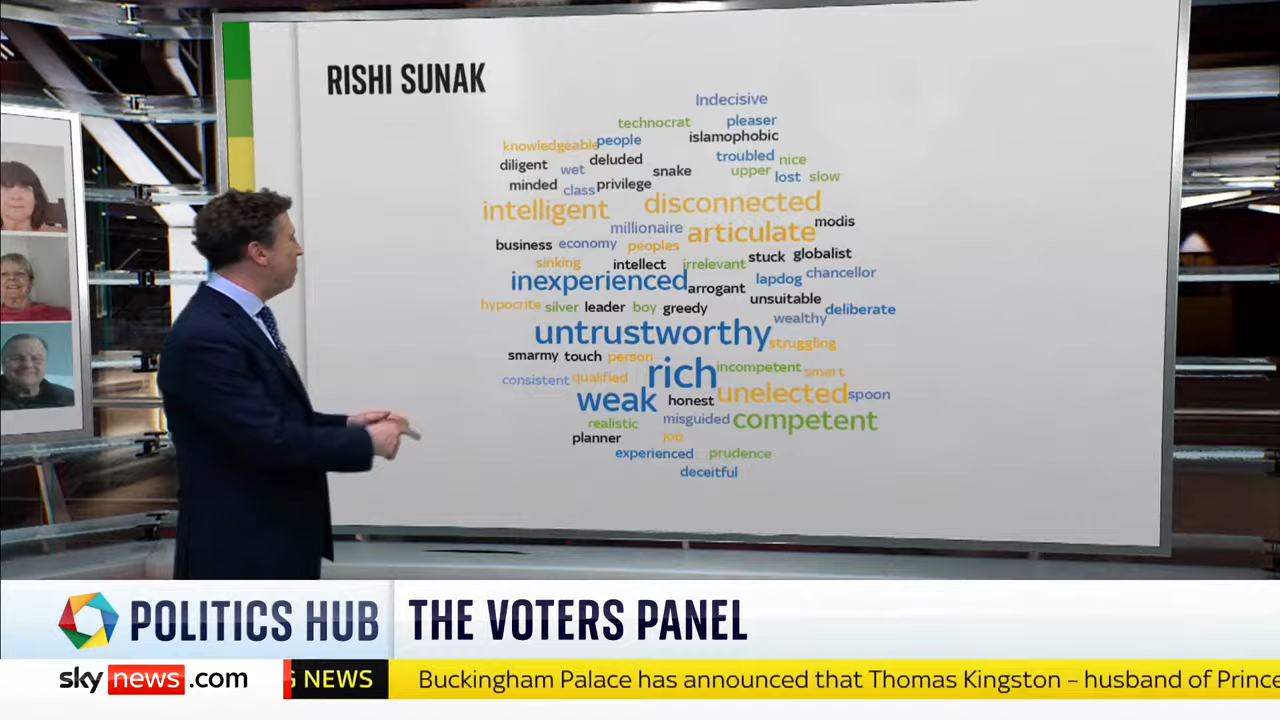 RISHI SUNAK
Indecisive
technocrat pleaser
knowledgeable people islamophobic
diligent wet deluded snake troubled nice
minded class privilege upper lost slow
intelligent disconnected
millionaire articulate modis
business economy peoples stuck globalist
sinking intellect irrelevant lapdog chancellor
inexperienced arrogant unsuitable
hypocrite silver leader boy greedy wealthy deliberate
untrustworthy struggling
smarmy touch person rich incompetent smart
consistent qualified weak honest unelected spoon
realistic misguided competent
planner job
experienced prudence
deceitful
POLITICS HUB THE VOTERS PANEL
sky news.com S NEWS Buckingham Palace has announced that Thomas Kingston – husband of Prince